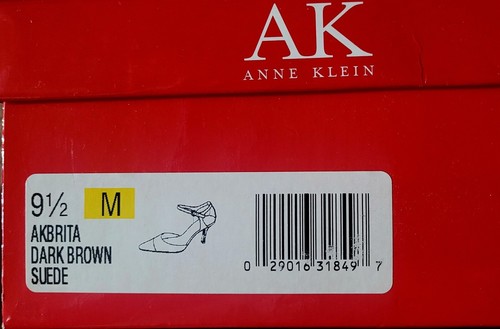 AK
ANNE KLEIN
9½ M
AKBRITA
DARK BROWN
SUEDE
0 29016 31849 7